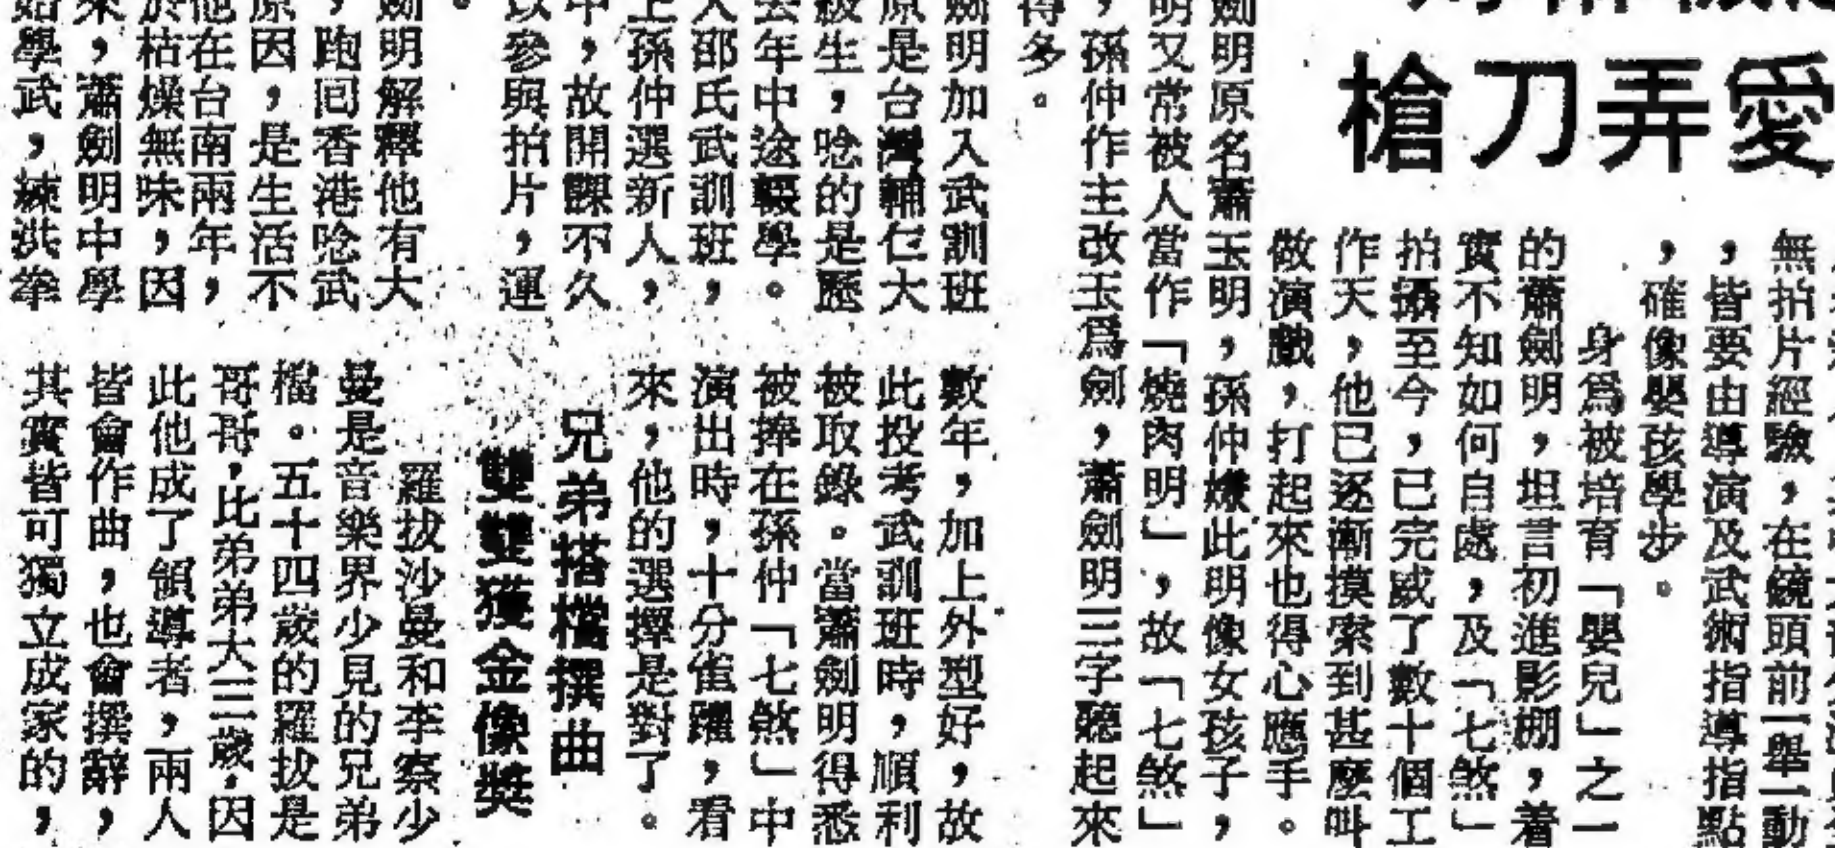 愛弄刀槍
無拍片經驗，在鏡頭前一舉一動
，皆要由導演及武術指導指點
，確像嬰孩學步。
身爲被培育「嬰兒」之一
的蕭劍明，坦言初進影棚，着
實不知如何自處，及「七煞」
拍攝至今，已完成了數十個工
作天，他已逐漸摸索到甚麼叫
做演戲，打起來也得心應手。
劍明原名蕭玉明，孫仲嫌此明像女孩子，
明又常被人當作「燒肉明」，故「七煞」
，孫仲作主改玉爲劍，蕭劍明三字聽起來
得多。
劍明加入武訓班
原是台灣輔仁大
級生，唸的是歷
去年中途輟學。
人邵氏武訓班，
上孫仲選新人，
中，故開課不久
以參與拍片，運
。
劍明解釋他有大
，跑回香港唸武
原因，是生活不
他在台南兩年，
於枯燥無味，因
來，蕭劍明中學
始學武，練洪拳
數年，加上外型好，故
此投考武訓班時，順利
被取錄。當蕭劍明得悉
被捧在孫仲「七煞」中
演出時，十分雀躍，看
來，他的選擇是對了。
兄弟搭檔撰曲
雙雙獲金像獎
羅拔沙曼和李察少
曼是音樂界少見的兄弟
檔。五十四歲的羅拔是
哥哥，比弟弟大三歲，因
此他成了領導者，兩人
皆會作曲，也會撰辭，
其實皆可獨立成家的，